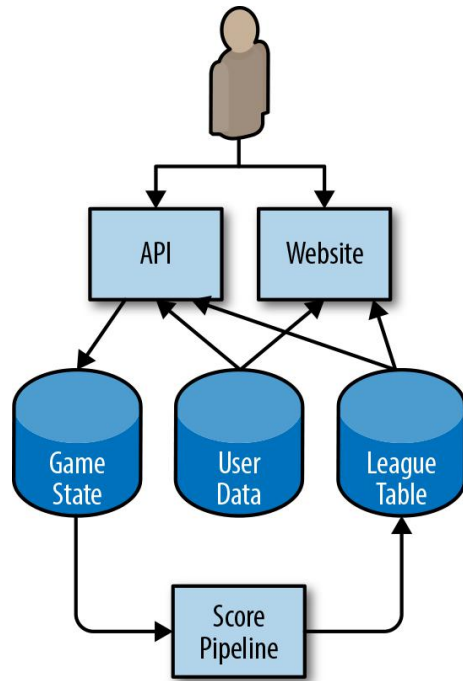 API
Website
Game
State
User
Data
League
Table
Score
Pipeline